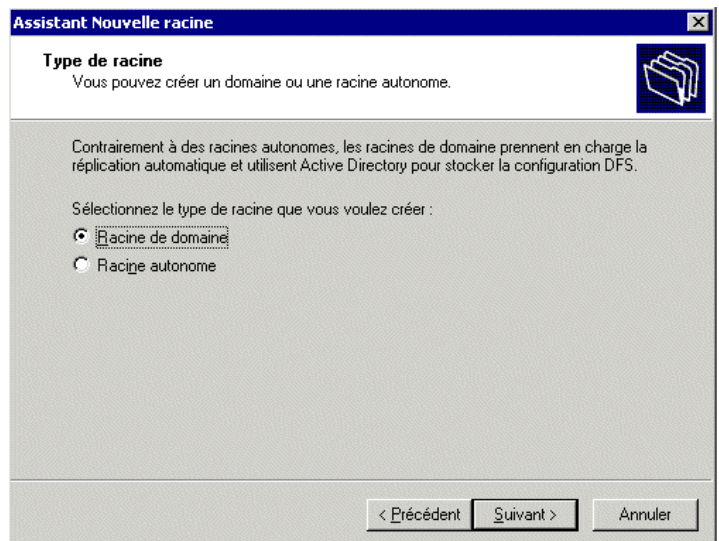 Assistant Nouvelle racine
Type de racine
Vous pouvez créer un domaine ou une racine autonome.
Contrairement à des racines autonomes, les racines de domaine prennent en charge la
réplication automatique et utilisent Active Directory pour stocker la configuration DFS.
Sélectionnez le type de racine que vous voulez créer :
Racine de domaine
Racine autonome
< Précédent
Suivant >
Annuler